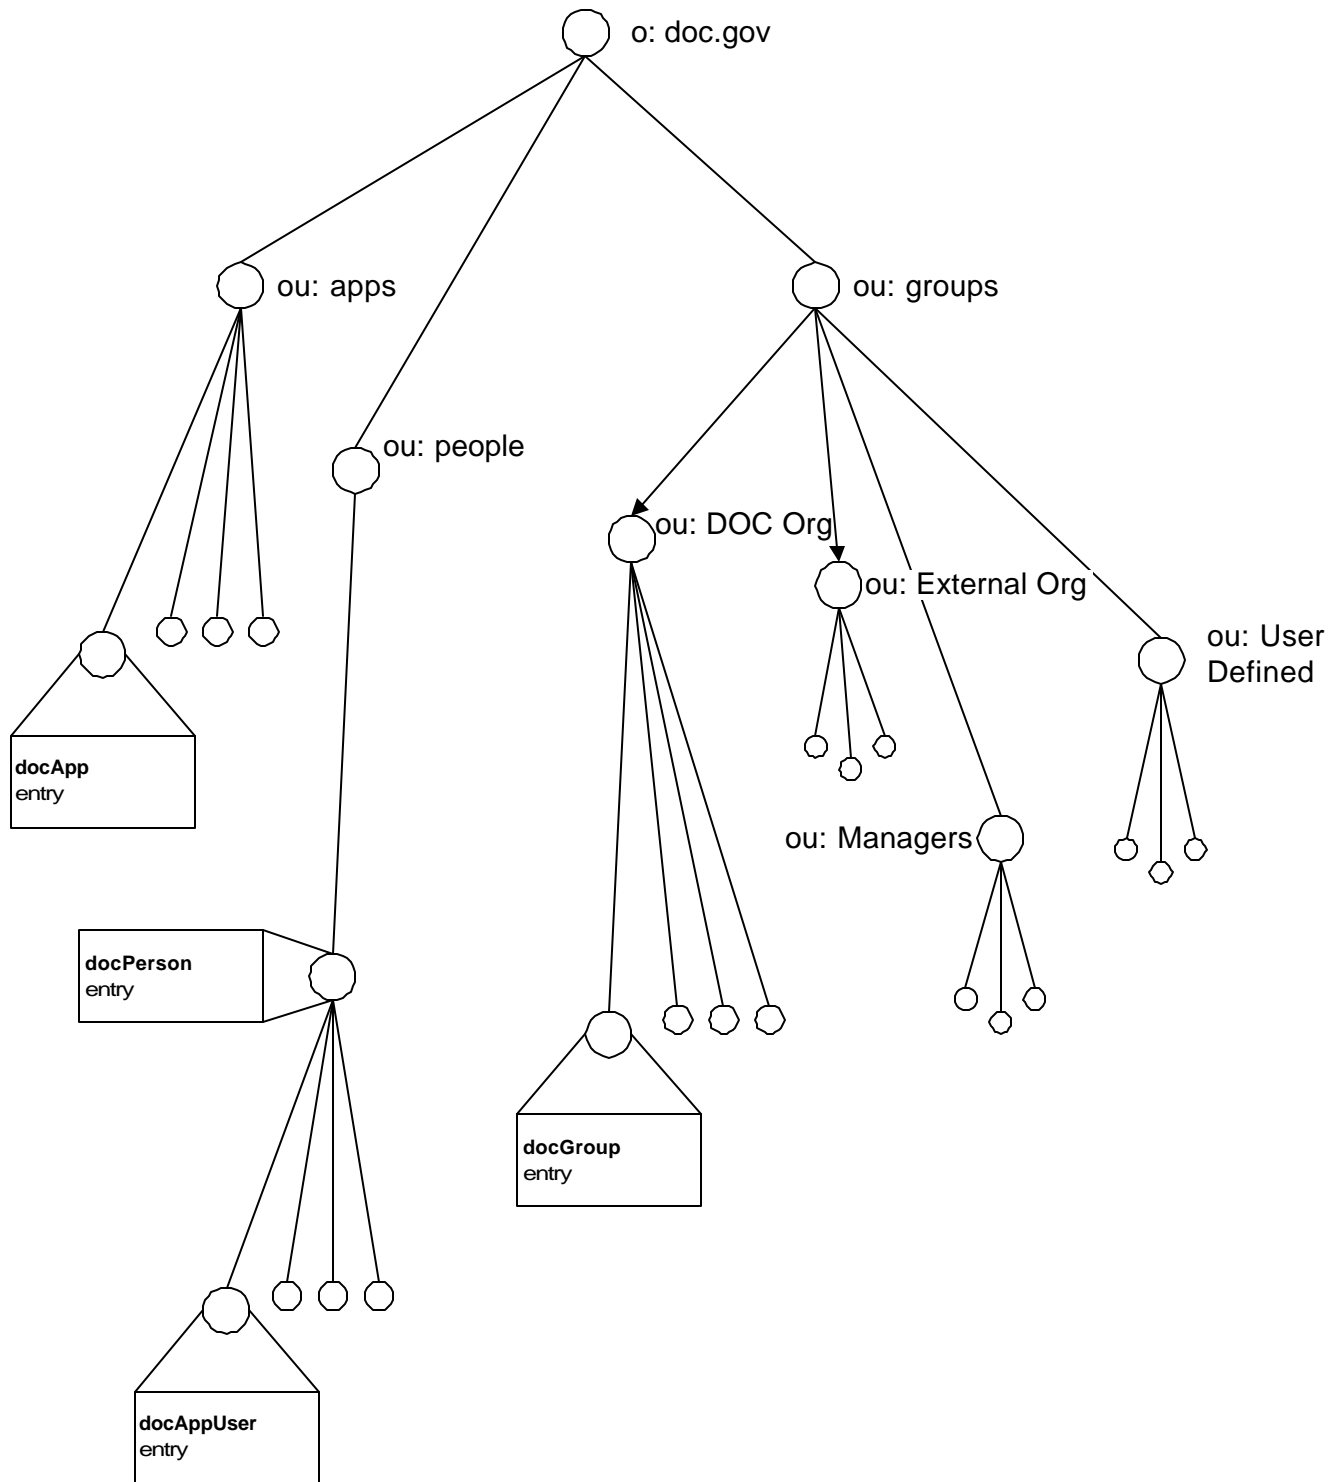 o: doc.gov
ou: apps
ou: groups
ou: people
ou: DOC Org
ou: External Org
ou: User
Defined
docApp
entry
ou: Managers
docPerson
entry
docGroup
entry
docAppUser
entry